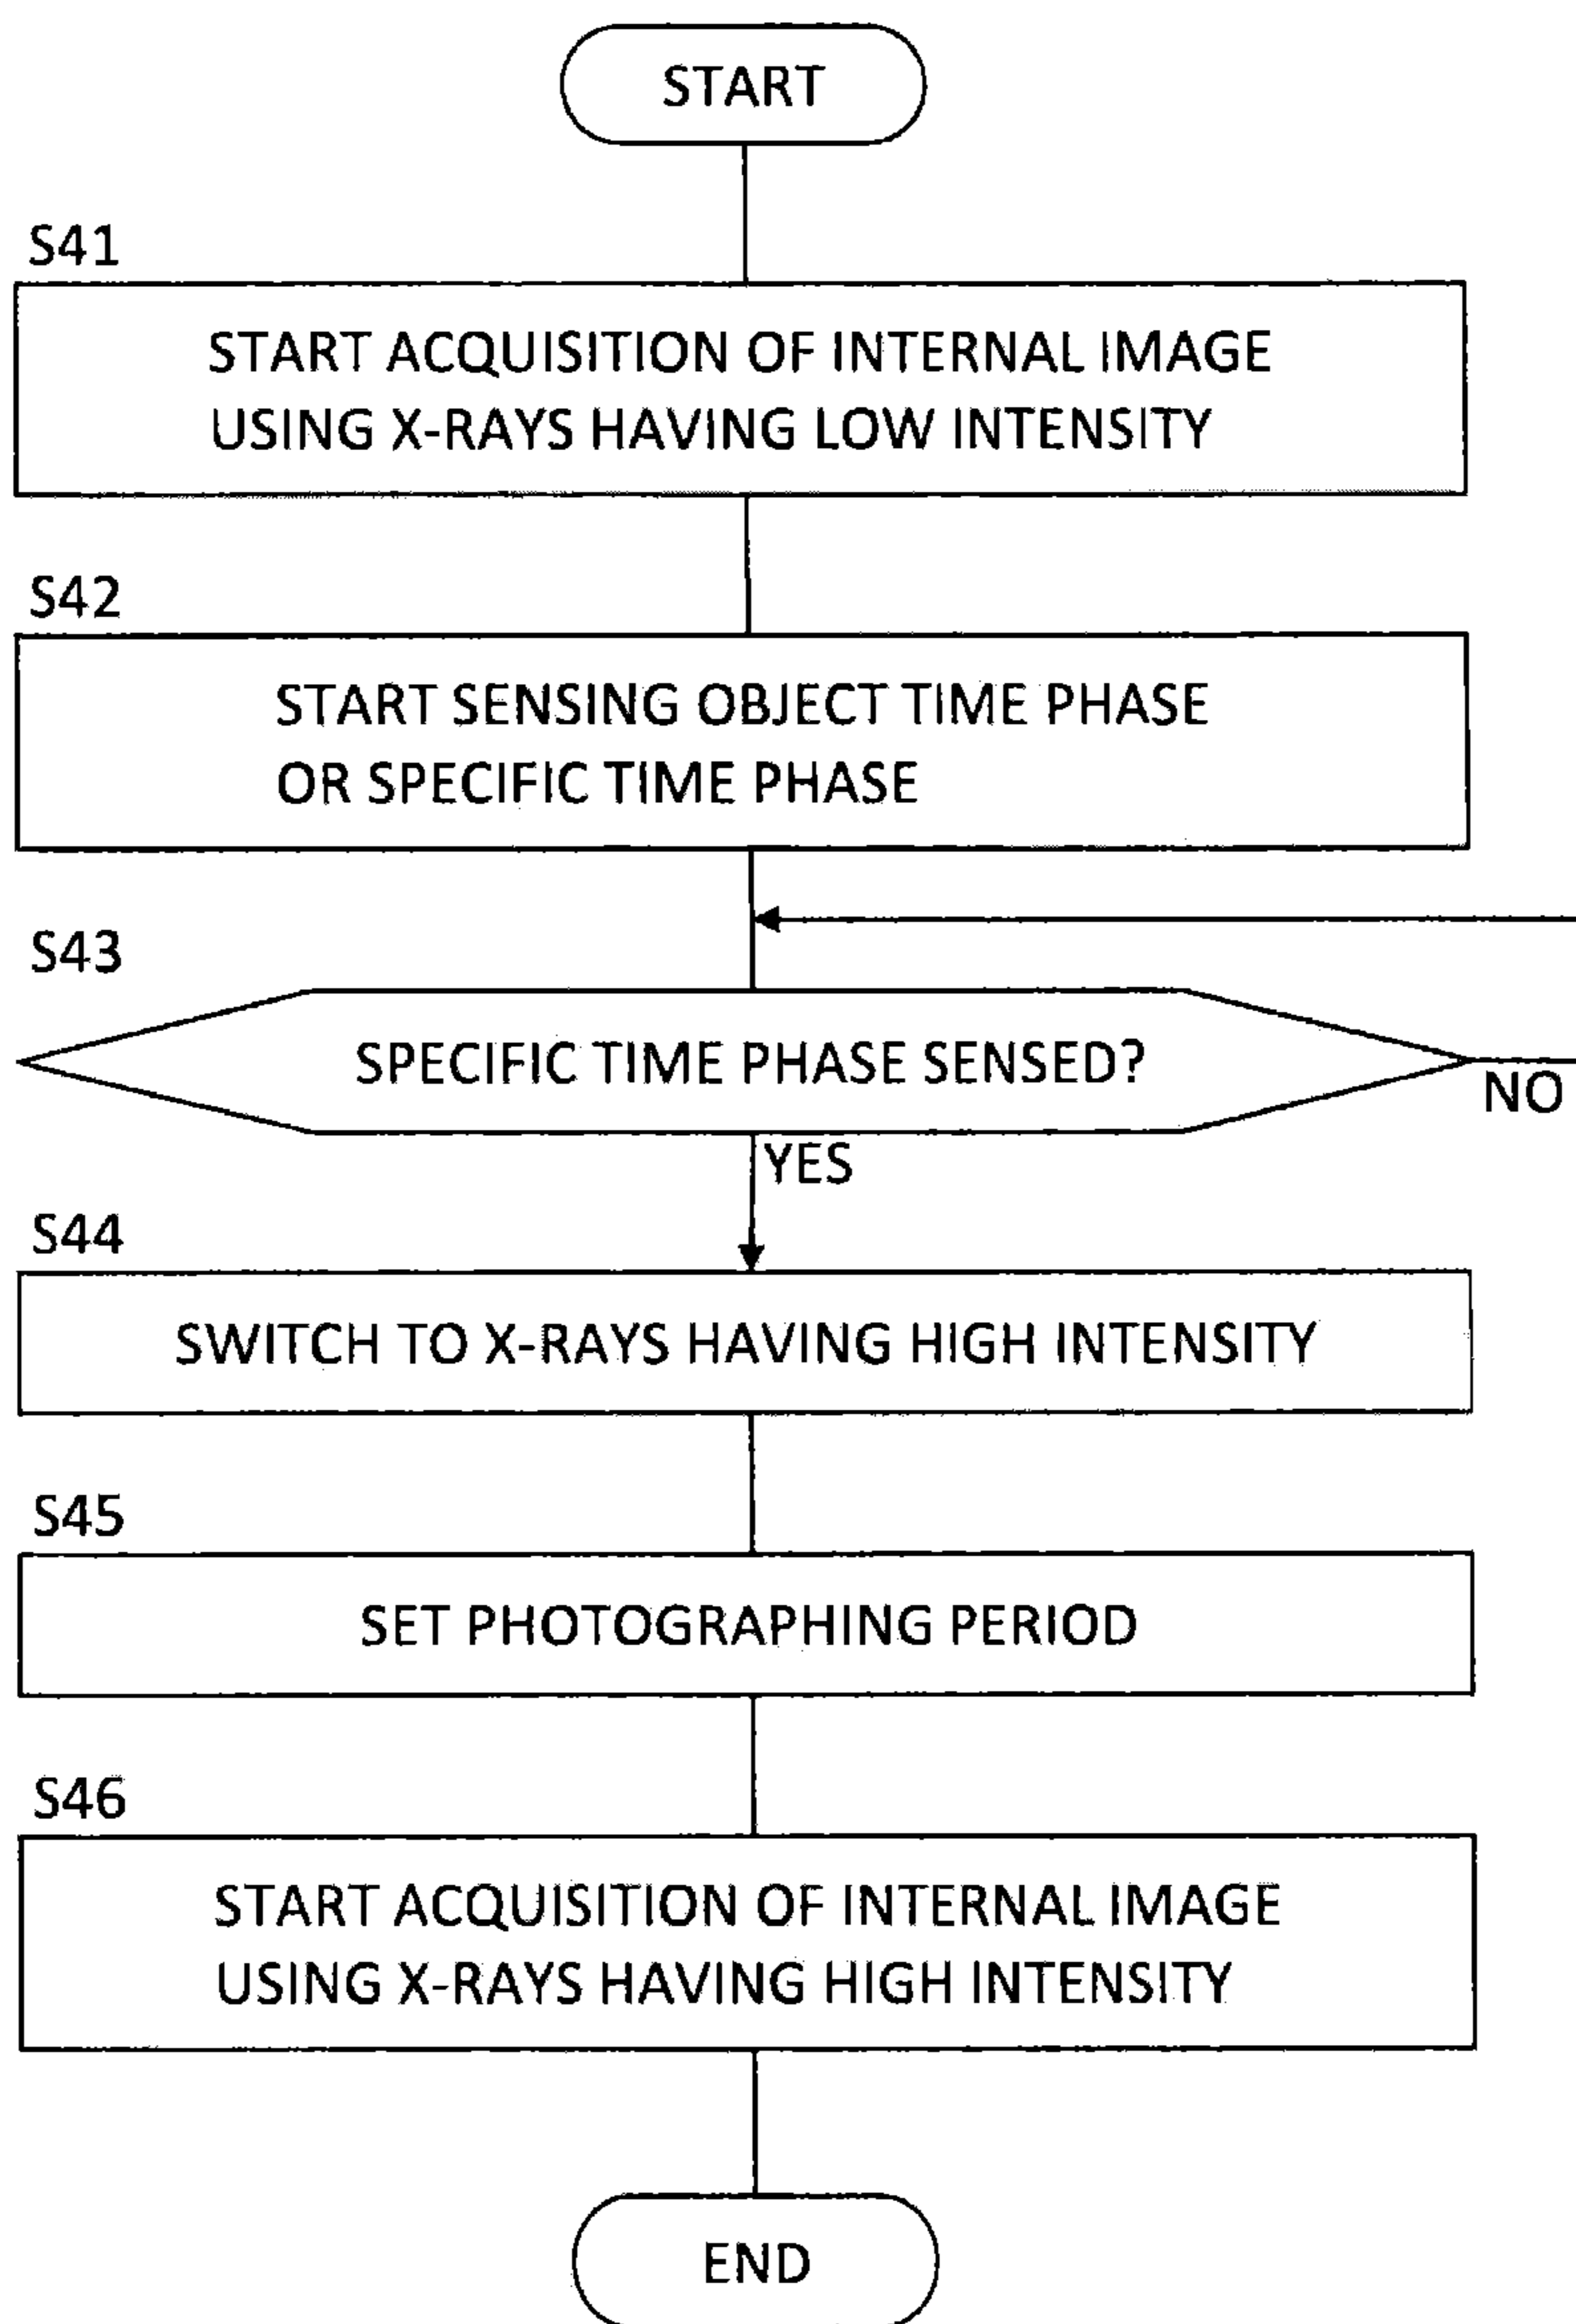 START
S41
START ACQUISITION OF INTERNAL IMAGE
USING X-RAYS HAVING LOW INTENSITY
S42
START SENSING OBJECT TIME PHASE
OR SPECIFIC TIME PHASE
S43
SPECIFIC TIME PHASE SENSED?
NO
YES
S44
SWITCH TO X-RAYS HAVING HIGH INTENSITY
S45
SET PHOTOGRAPHING PERIOD
S46
START ACQUISITION OF INTERNAL IMAGE
USING X-RAYS HAVING HIGH INTENSITY
END